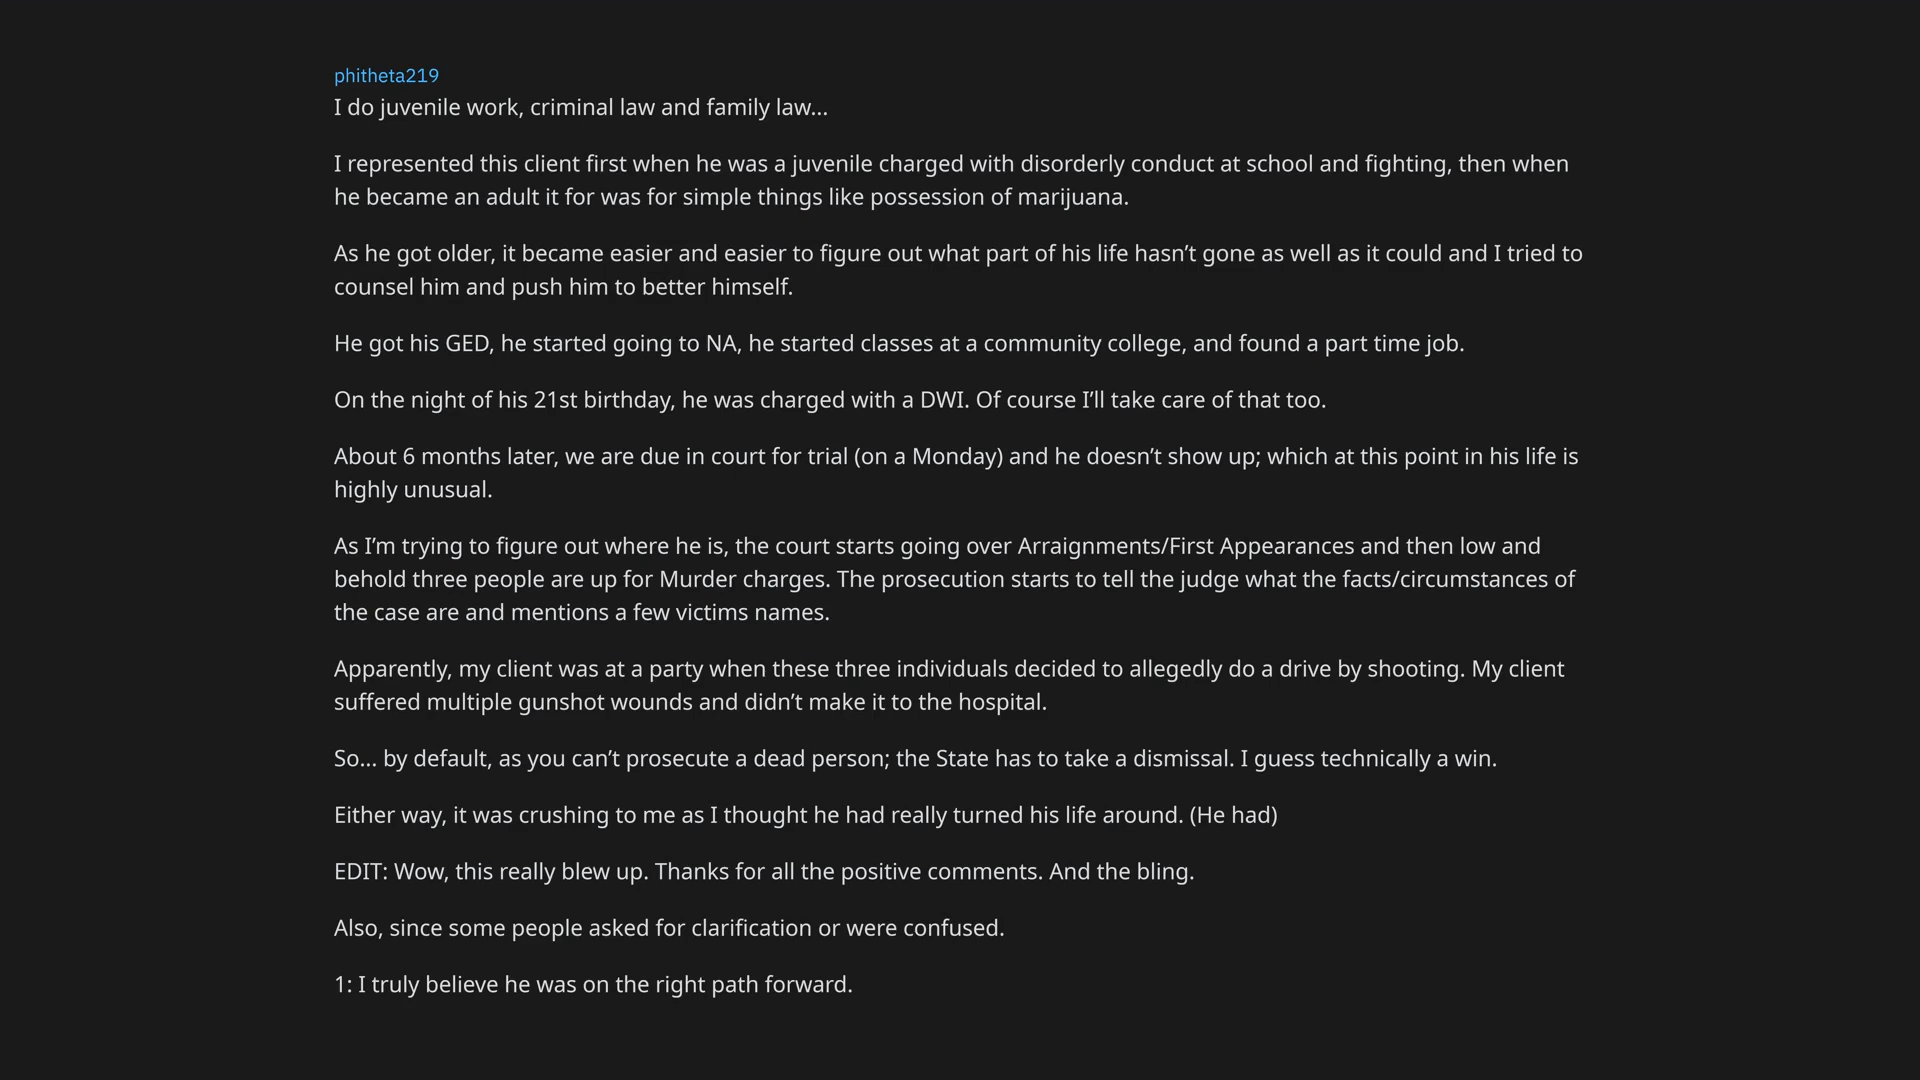 phitheta219
I do juvenile work, criminal law and family law...
I represented this client first when he was a juvenile charged with disorderly conduct at school and fighting, then when
he became an adult it for was for simple things like possession of marijuana.
As he got older, it became easier and easier to figure out what part of his life hasn’t gone as well as it could and I tried to
counsel him and push him to better himself.
He got his GED, he started going to NA, he started classes at a community college, and found a part time job.
On the night of his 21st birthday, he was charged with a DWI. Of course I’ll take care of that too.
About 6 months later, we are due in court for trial (on a Monday) and he doesn’t show up; which at this point in his life is
highly unusual.
As I’m trying to figure out where he is, the court starts going over Arraignments/First Appearances and then low and
behold three people are up for Murder charges. The prosecution starts to tell the judge what the facts/circumstances of
the case are and mentions a few victims names.
Apparently, my client was at a party when these three individuals decided to allegedly do a drive by shooting. My client
suffered multiple gunshot wounds and didn’t make it to the hospital.
So... by default, as you can’t prosecute a dead person; the State has to take a dismissal. I guess technically a win.
Either way, it was crushing to me as I thought he had really turned his life around. (He had)
EDIT: Wow, this really blew up. Thanks for all the positive comments. And the bling.
Also, since some people asked for clarification or were confused.
1: I truly believe he was on the right path forward.